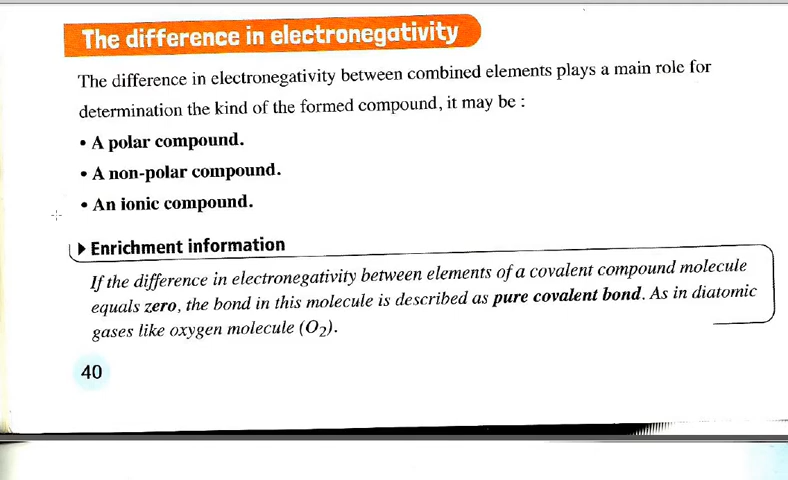 The difference in electronegativity
The difference in electronegativity between combined elements plays a main role for
determination the kind of the formed compound, it may be :
• A polar compound.
• A non-polar compound.
• An ionic compound.
Enrichment information
If the difference in electronegativity between elements of a covalent compound molecule
equals zero, the bond in this molecule is described as pure covalent bond. As in diatomic
gases like oxygen molecule (O₂).
40